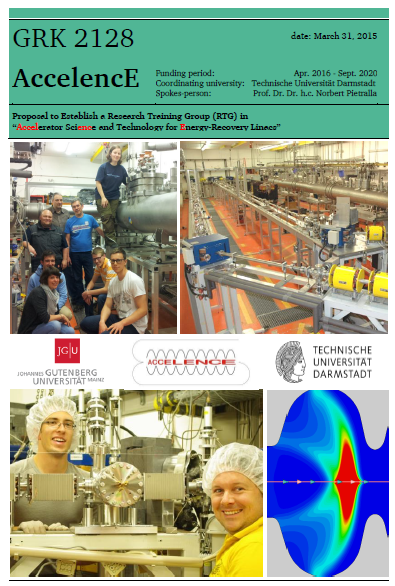 GRK 2128
date: March 31, 2015
AccelencE
Funding period: Apr. 2016 - Sept. 2020
Coordinating university: Technische Universität Darmstadt
Spokes-person: Prof. Dr. Dr. h.c. Norbert Pietralla
Proposal to Establish a Research Training Group (RTG) in
“Accelerator Science and Technology for Energy-Recovery Linacs”
JG|U
JOHANNES GUTENBERG
UNIVERSITÄT MAINZ
ACCELENCE
TECHNISCHE
UNIVERSITÄT
DARMSTADT